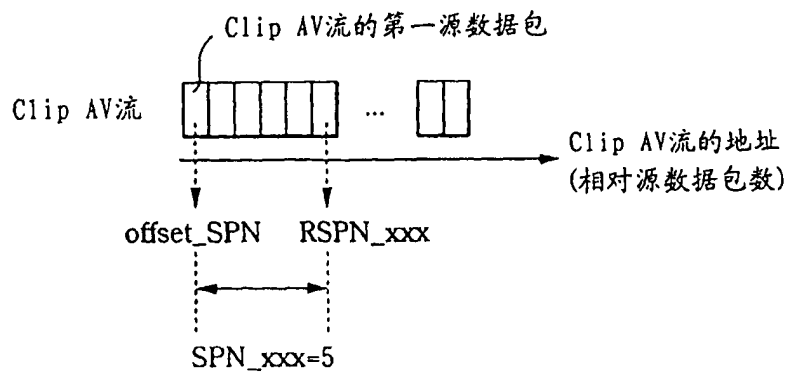 Clip AV流的第一源数据包
Clip AV流
...
Clip AV流的地址
(相对源数据包数)
offset_SPN
RSPN_xxx
SPN_xxx=5